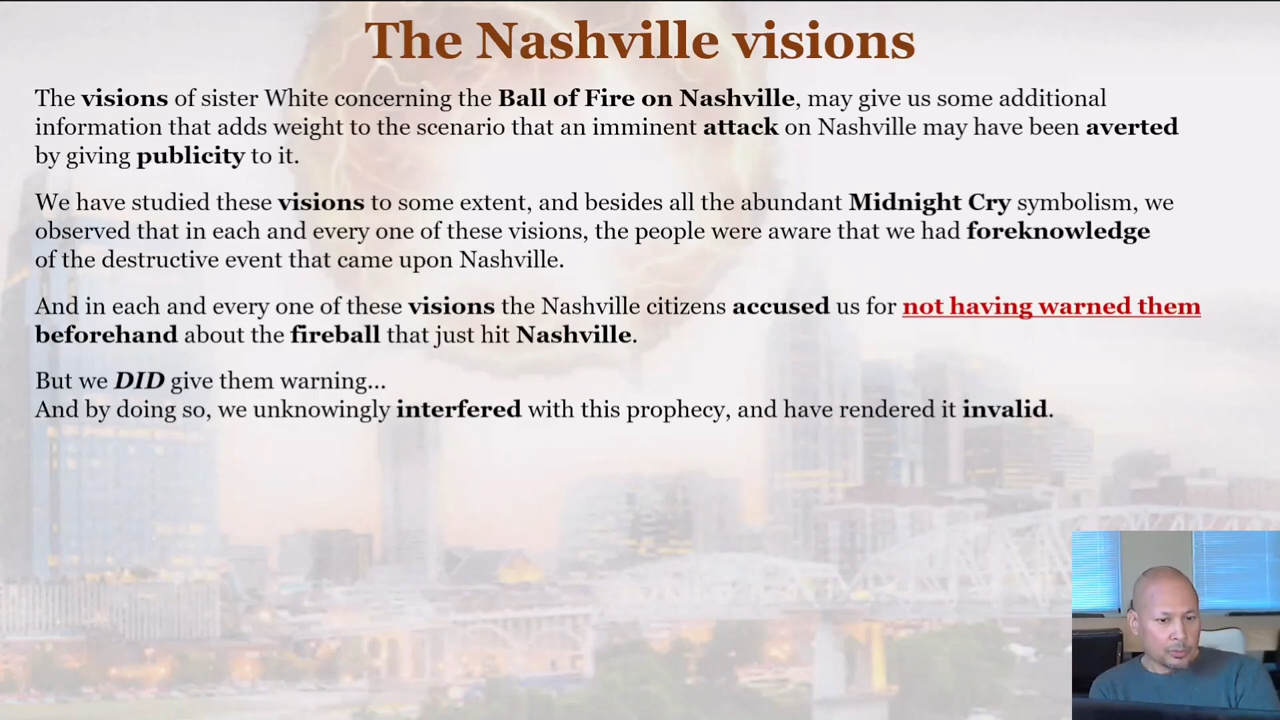 The Nashville visions
The visions of sister White concerning the Ball of Fire on Nashville, may give us some additional
information that adds weight to the scenario that an imminent attack on Nashville may have been averted
by giving publicity to it.
We have studied these visions to some extent, and besides all the abundant Midnight Cry symbolism, we
observed that in each and every one of these visions, the people were aware that we had foreknowledge
of the destructive event that came upon Nashville.
And in each and every one of these visions the Nashville citizens accused us for not having warned them
beforehand about the fireball that just hit Nashville.
But we DID give them warning...
And by doing so, we unknowingly interfered with this prophecy, and have rendered it invalid.